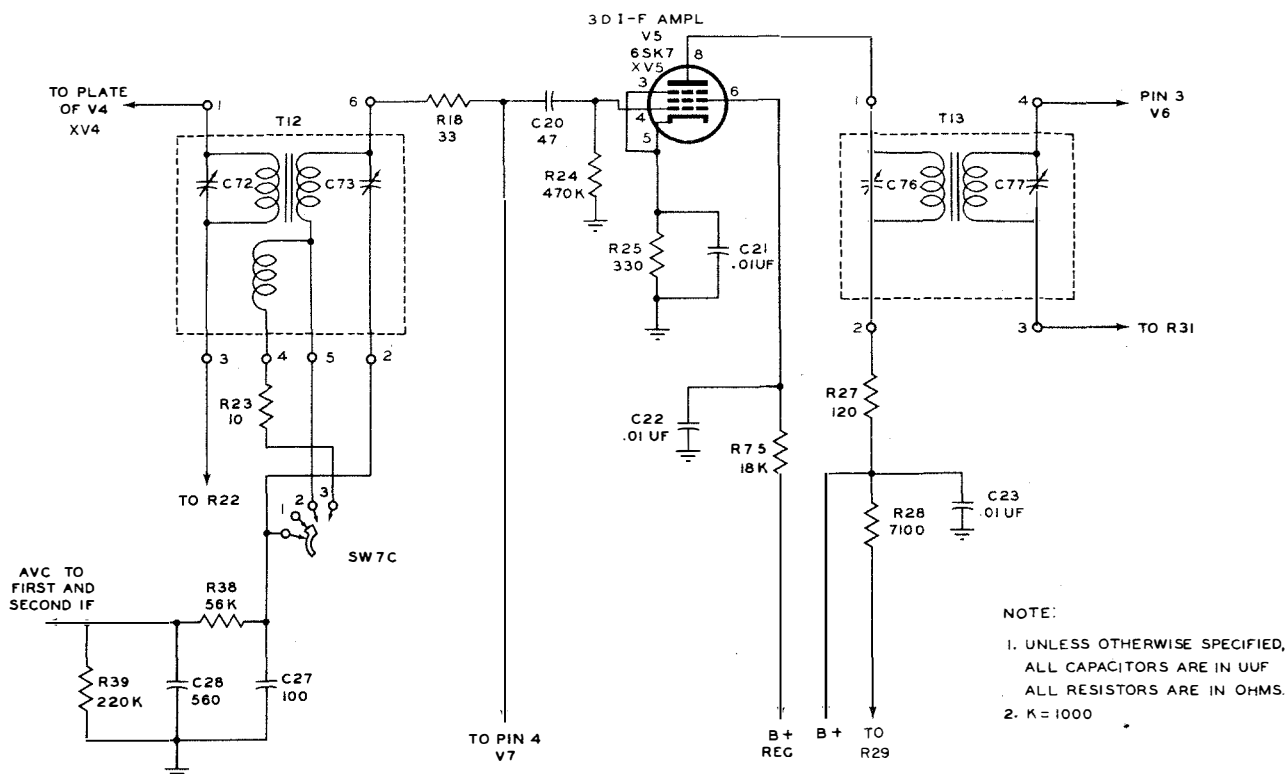 3D I-F AMPL
V5
6SK7
XV5
8
3
4
5
6
TO PLATE
OF V4
XV4
1
6
T12
R18
33
C20
47
R24
470K
C72
C73
R25
330
C21
.01UF
1
4
PIN 3
V6
T13
C76
C77
2
3
TO R31
3
4
5
2
R23
10
TO R22
1
2
3
SW7C
C22
.01 UF
R75
18K
R27
120
R28
7100
C23
.01UF
AVC TO
FIRST AND
SECOND IF
R38
56K
R39
220K
C28
560
C27
100
TO PIN 4
V7
B+
REG
B+
TO
R29
NOTE:
1. UNLESS OTHERWISE SPECIFIED,
ALL CAPACITORS ARE IN UUF
ALL RESISTORS ARE IN OHMS.
2. K=1000